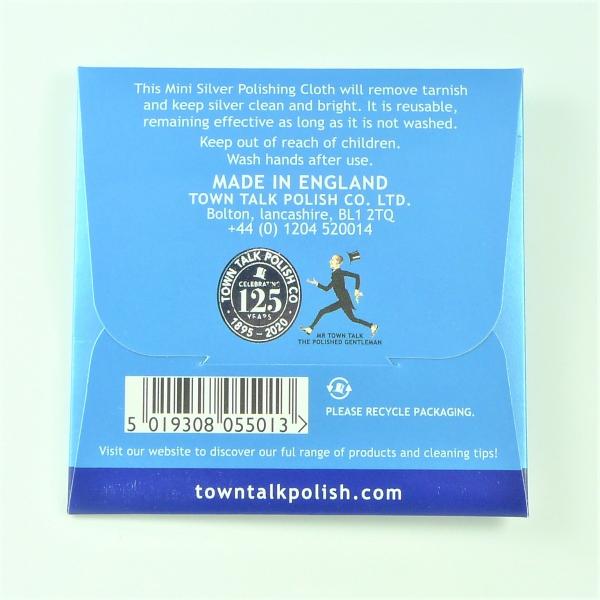 This Mini Silver Polishing Cloth will remove tarnish
and keep silver clean and bright. It is reusable,
remaining effective as long as it is not washed.
Keep out of reach of children.
Wash hands after use.
MADE IN ENGLAND
TOWN TALK POLISH CO. LTD.
Bolton, lancashire, BL1 2TQ
+44 (0) 1204 520014
TOWN TALK POLISH CO
CELEBRATING
125
YEARS
1895 - 2020
MR TOWN TALK
THE POLISHED GENTLEMAN
5 019308 055013 >
PLEASE RECYCLE PACKAGING.
Visit our website to discover our ful range of products and cleaning tips!
towntalkpolish.com